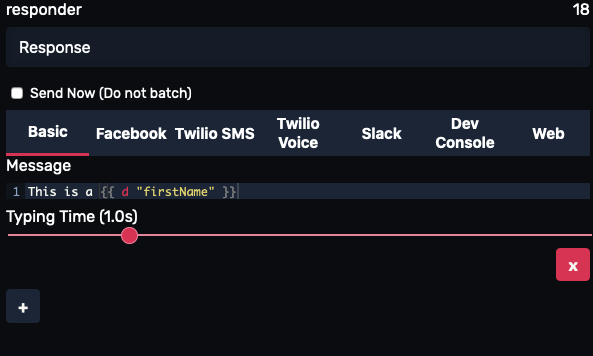 responder 18
Response
Send Now (Do not batch)
Basic Facebook Twilio SMS Twilio Voice Slack Dev Console Web
Message
1 This is a {{ d "firstName" }}
Typing Time (1.0s)
x
+